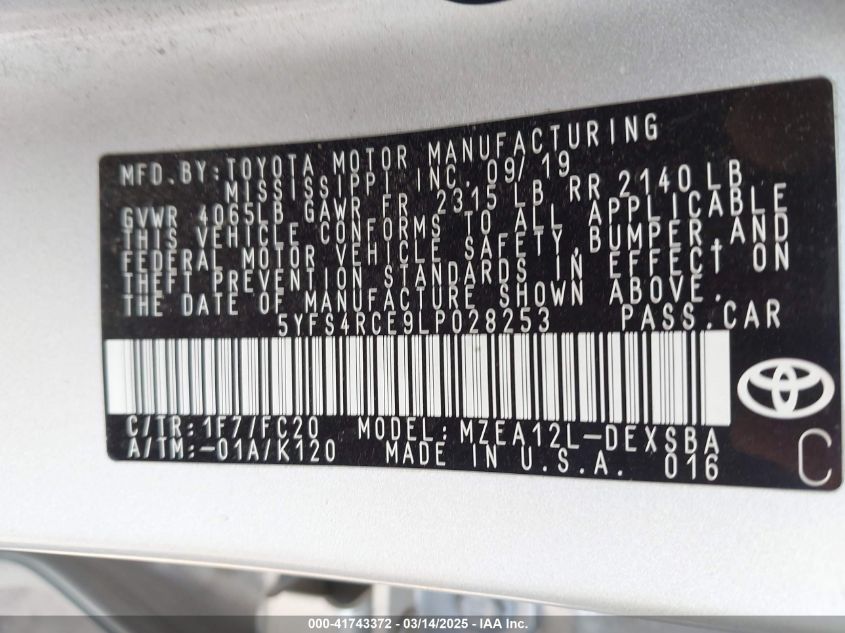 MFD.BY:TOYOTA MOTOR MANUFACTURING
MISSISSIPPI INC. 09/19
GVWR 4065LB GAWR FR 2315 LB RR 2140LB
THIS VEHICLE CONFORMS TO ALL APPLICABLE
FEDERAL MOTOR VEHICLE SAFETY,BUMPER,AND
THEFT PREVENTION STANDARDS IN EFFECT ON
THE DATE OF MANUFACTURE SHOWN ABOVE.
5YFS4RCE9LP028253 PASS.CAR
C/TR:1F7/FC20 MODEL:MZEA12L-DEXSBA
A/TM:-01A/K120 MADE IN U.S.A. 016
C
000-41743372 / 03/14/2025 - IAA Inc.